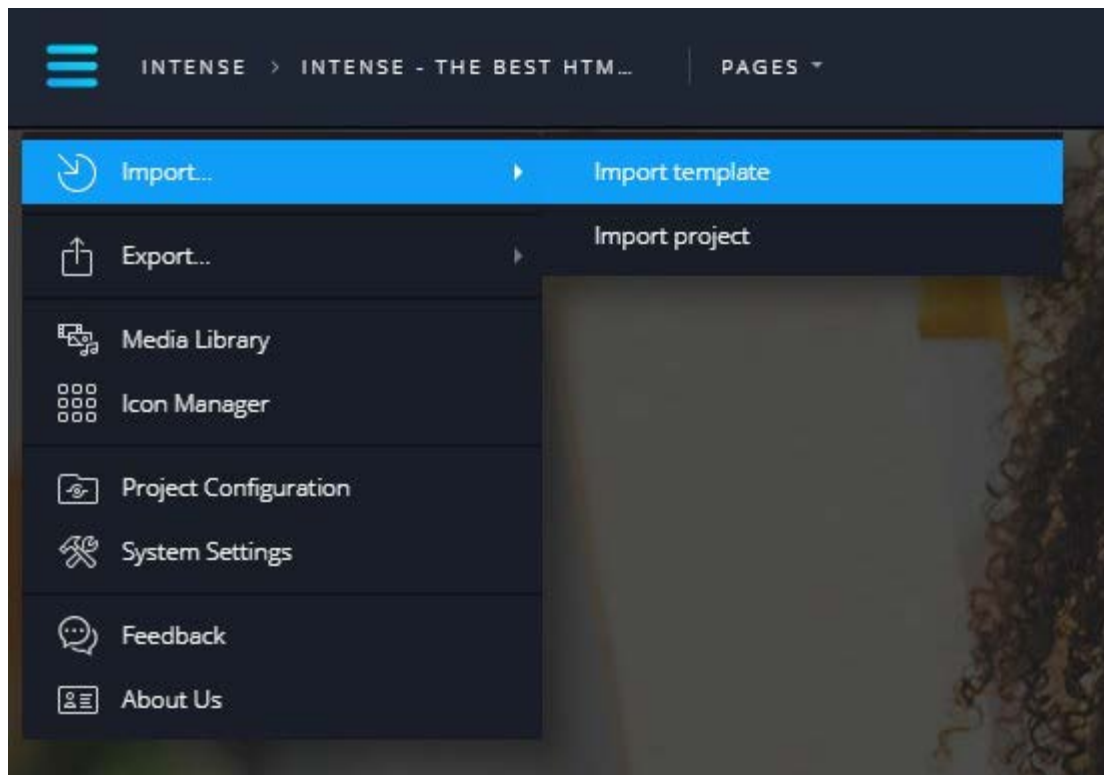 INTENSE > INTENSE - THE BEST HTM... PAGES
Import... Import template
Import project
Export...
Media Library
Icon Manager
Project Configuration
System Settings
Feedback
About Us